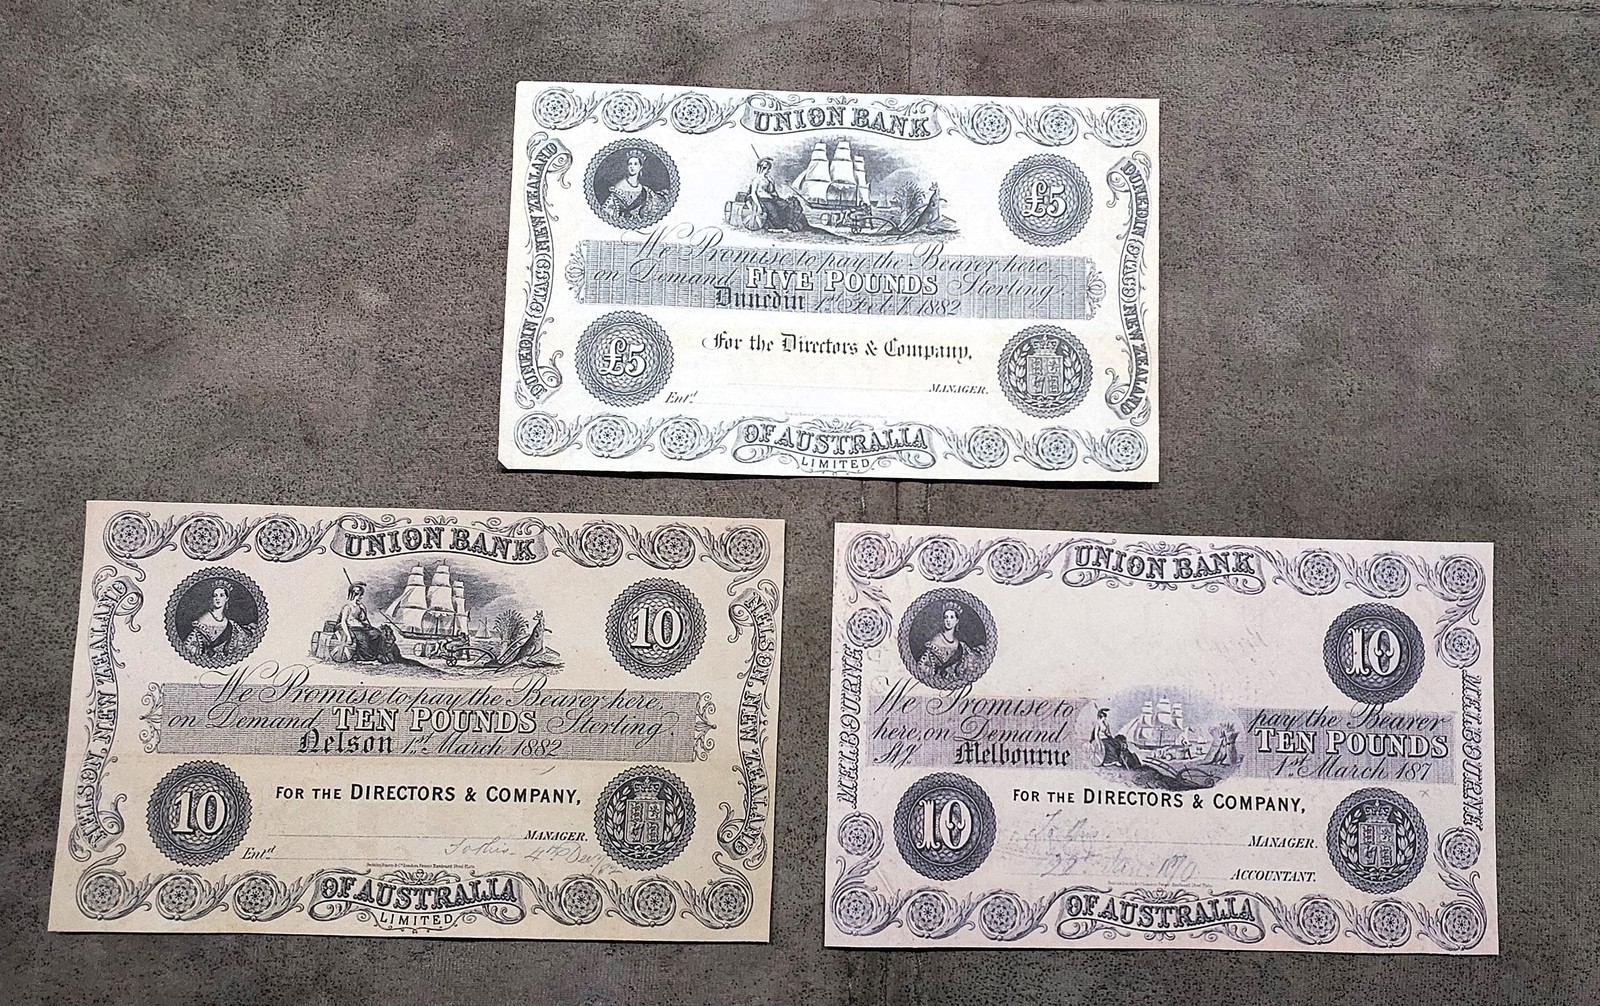 UNION BANK
DUNEDIN (OTAGO) NEW ZEALAND
DUNEDIN (OTAGO) NEW ZEALAND
£5
We Promise to pay the Bearer here,
on Demand FIVE POUNDS Sterling.
Dunedin 1st Feb'y. 1882
£5
For the Directors & Company,
MANAGER.
Entd.
OF AUSTRALIA
LIMITED
UNION BANK
NELSON, NEW ZEALAND
NELSON, NEW ZEALAND
10
We Promise to pay the Bearer here,
on Demand TEN POUNDS Sterling.
Nelson 1st March 1882
10
FOR THE DIRECTORS & COMPANY,
MANAGER.
Entd.
4th Dec
OF AUSTRALIA
LIMITED
UNION BANK
MELBOURNE
MELBOURNE
10
We Promise to pay the Bearer
here, on Demand TEN POUNDS
Melbourne 1st March 187
10
FOR THE DIRECTORS & COMPANY,
MANAGER.
ACCOUNTANT.
OF AUSTRALIA